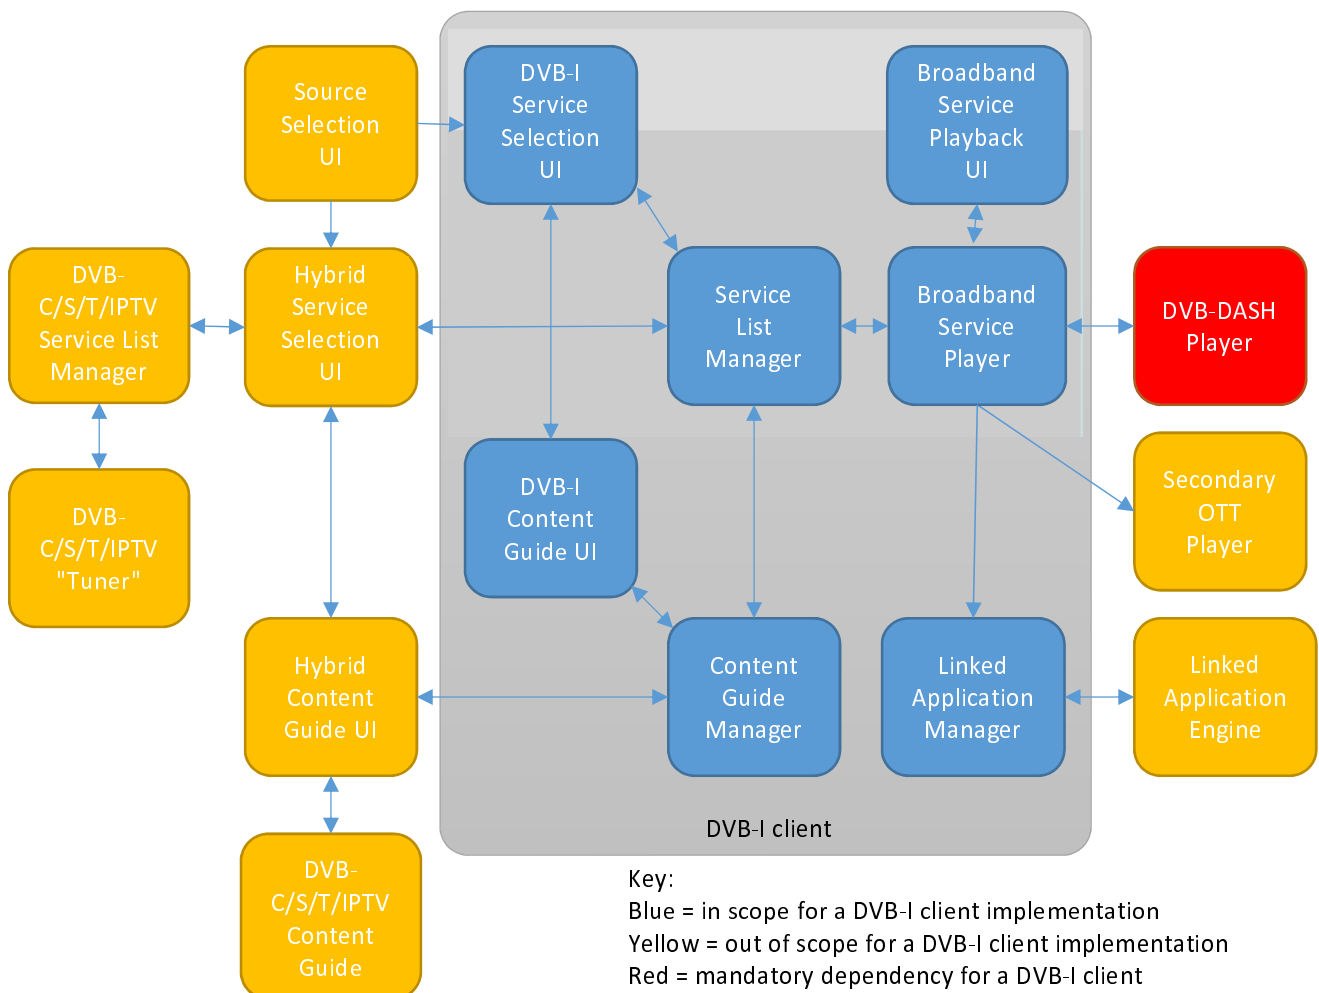 Source
Selection
UI
DVB-I
Service
Selection
UI
Broadband
Service
Playback
UI
DVB-
C/S/T/IPTV
Service List
Manager
Hybrid
Service
Selection
UI
Service
List
Manager
Broadband
Service
Player
DVB-DASH
Player
DVB-
C/S/T/IPTV
"Tuner"
DVB-I
Content
Guide UI
Secondary
OTT
Player
Hybrid
Content
Guide UI
Content
Guide
Manager
Linked
Application
Manager
Linked
Application
Engine
DVB-I client
DVB-
C/S/T/IPTV
Content
Guide
Key:
Blue = in scope for a DVB-I client implementation
Yellow = out of scope for a DVB-I client implementation
Red = mandatory dependency for a DVB-I client